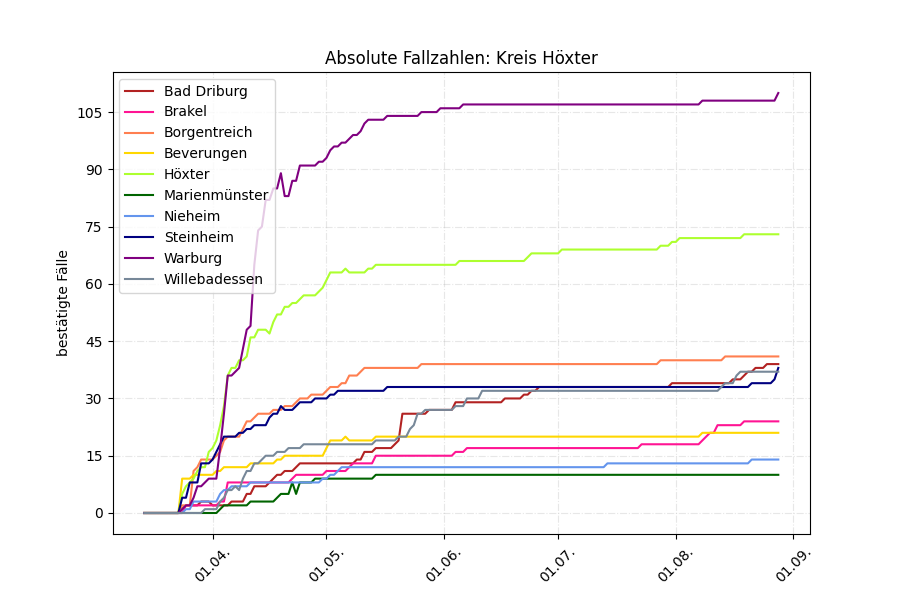 Absolute Fallzahlen: Kreis Höxter
bestätigte Fälle
105
90
75
60
45
30
15
0
Bad Driburg
Brakel
Borgentreich
Beverungen
Höxter
Marienmünster
Nieheim
Steinheim
Warburg
Willebadessen
01.04.
01.05.
01.06.
01.07.
01.08.
01.09.